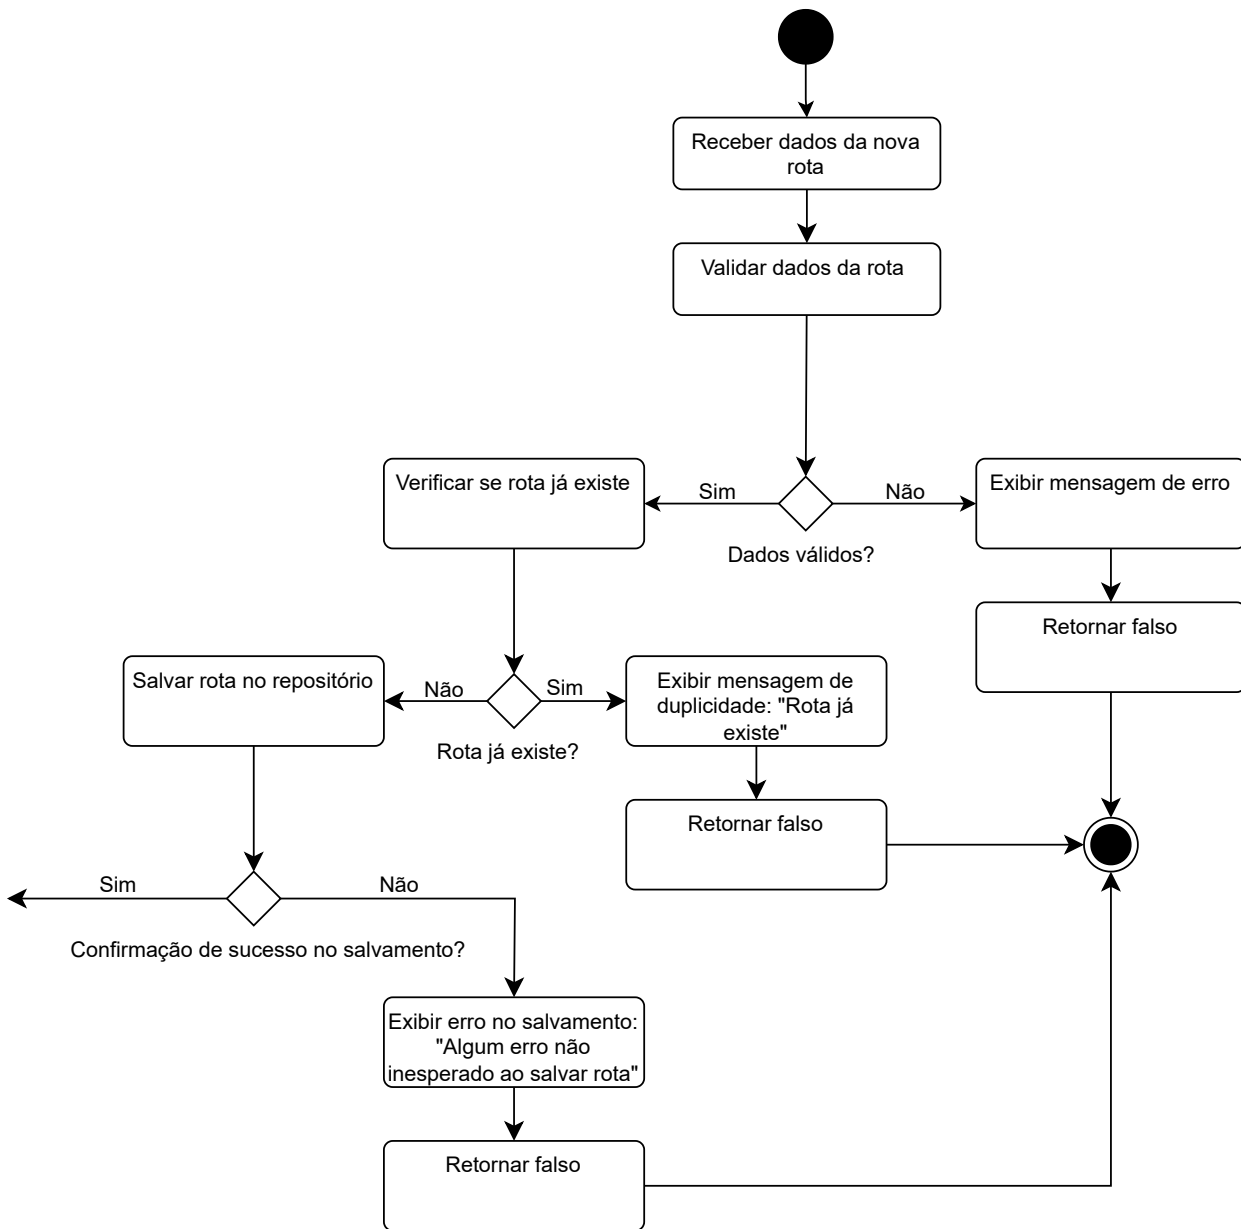 Receber dados da nova
rota
Validar dados da rota
Verificar se rota já existe
Sim
Não
Exibir mensagem de erro
Dados válidos?
Retornar falso
Salvar rota no repositório
Não
Sim
Exibir mensagem de
duplicidade: "Rota já
existe"
Rota já existe?
Retornar falso
Sim
Não
Confirmação de sucesso no salvamento?
Exibir erro no salvamento:
"Algum erro não
inesperado ao salvar rota"
Retornar falso